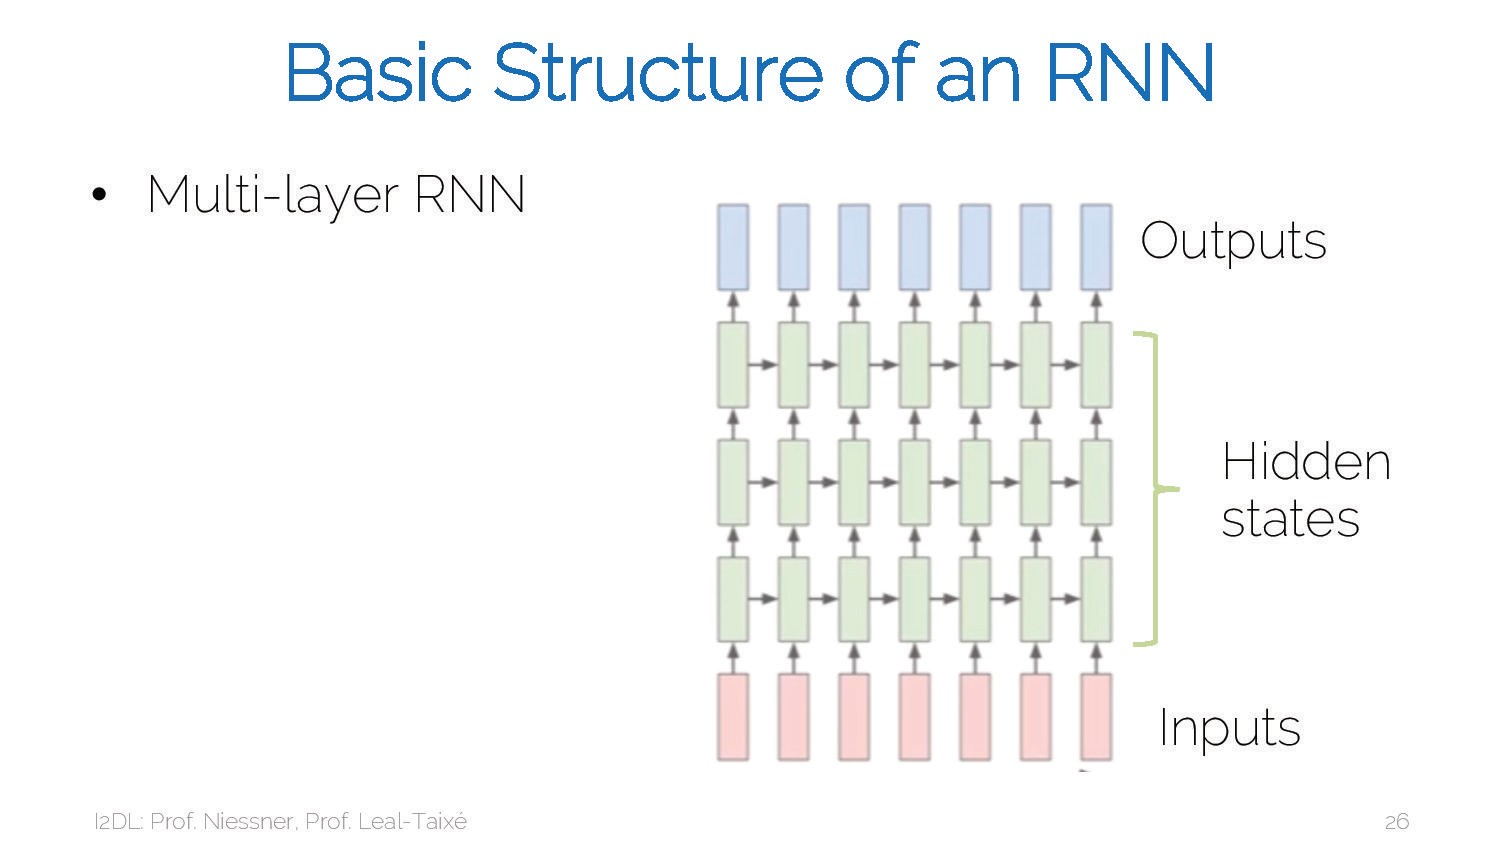 Basic Structure of an RNN
• Multi-layer RNN
Outputs
Hidden
states
Inputs
I2DL: Prof. Niessner, Prof. Leal-Taixé
26